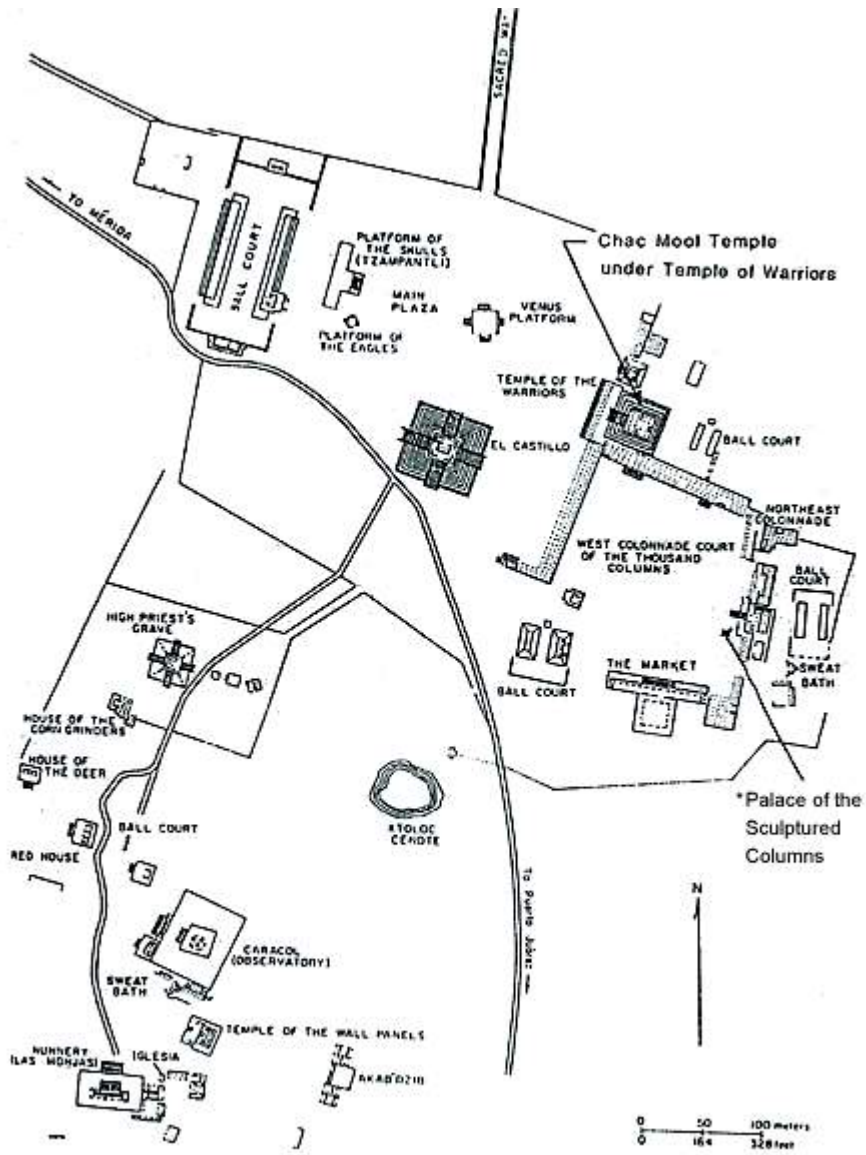 SACRED WE-
TO MÉRIDA
BALL COURT
PLATFORM OF
THE SKULLS
(TZAMPANTLI)
MAIN
PLAZA
PLATFORM OF
THE EAGLES
VENUS
PLATFORM
Chac Mool Temple
under Temple of Warriors
TEMPLE OF THE
WARRIORS
BALL COURT
EL CASTILLO
NORTHEAST
COLONNADE
WEST COLONNADE COURT
OF THE THOUSAND
COLUMNS
BALL
COURT
HIGH PRIEST'S
GRAVE
THE MARKET
SWEAT
BATH
BALL COURT
HOUSE OF THE
CORN GRINDERS
HOUSE OF
THE DEER
*Palace of the
Sculptured
Columns
BALL COURT
XTOLOC
CENOTE
RED HOUSE
To Puerto Juárez
N
CARACOL
(OBSERVATORY)
SWEAT
BATH
TEMPLE OF THE WALL PANELS
NUNNERY
(LAS MONJAS)
IGLESIA
AKAB'DZIB
0 50 100 meters
0 164 328 feet